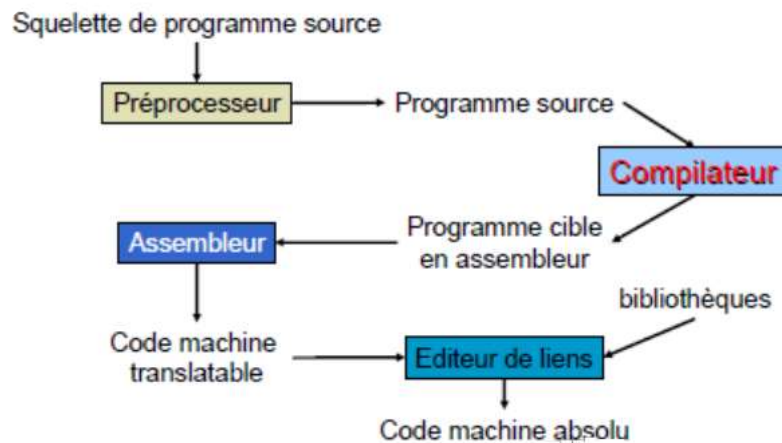 Squelette de programme source
Préprocesseur
Programme source
Compilateur
Programme cible
en assembleur
Assembleur
bibliothèques
Code machine
translatable
Editeur de liens
Code machine absolu